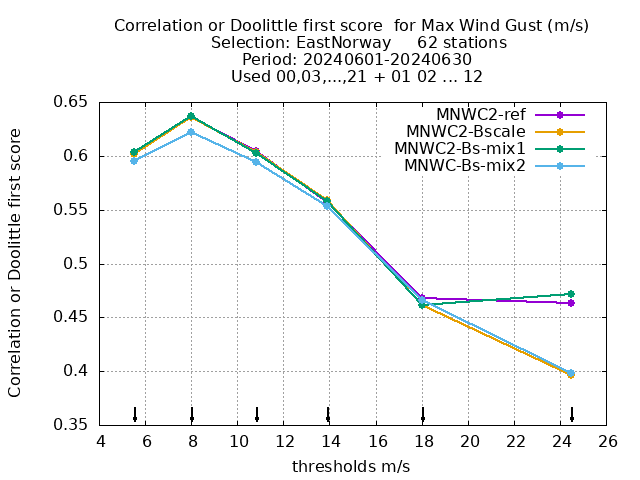 Correlation or Doolittle first score  for Max Wind Gust (m/s)
Selection: EastNorway     62 stations
Period: 20240601-20240630
Used 00,03,...,21 + 01 02 ... 12
Correlation or Doolittle first score
0.65
0.6
0.55
0.5
0.45
0.4
0.35
MNWC2-ref
MNWC2-Bscale
MNWC2-Bs-mix1
MNWC-Bs-mix2
4 6 8 10 12 14 16 18 20 22 24 26
thresholds m/s